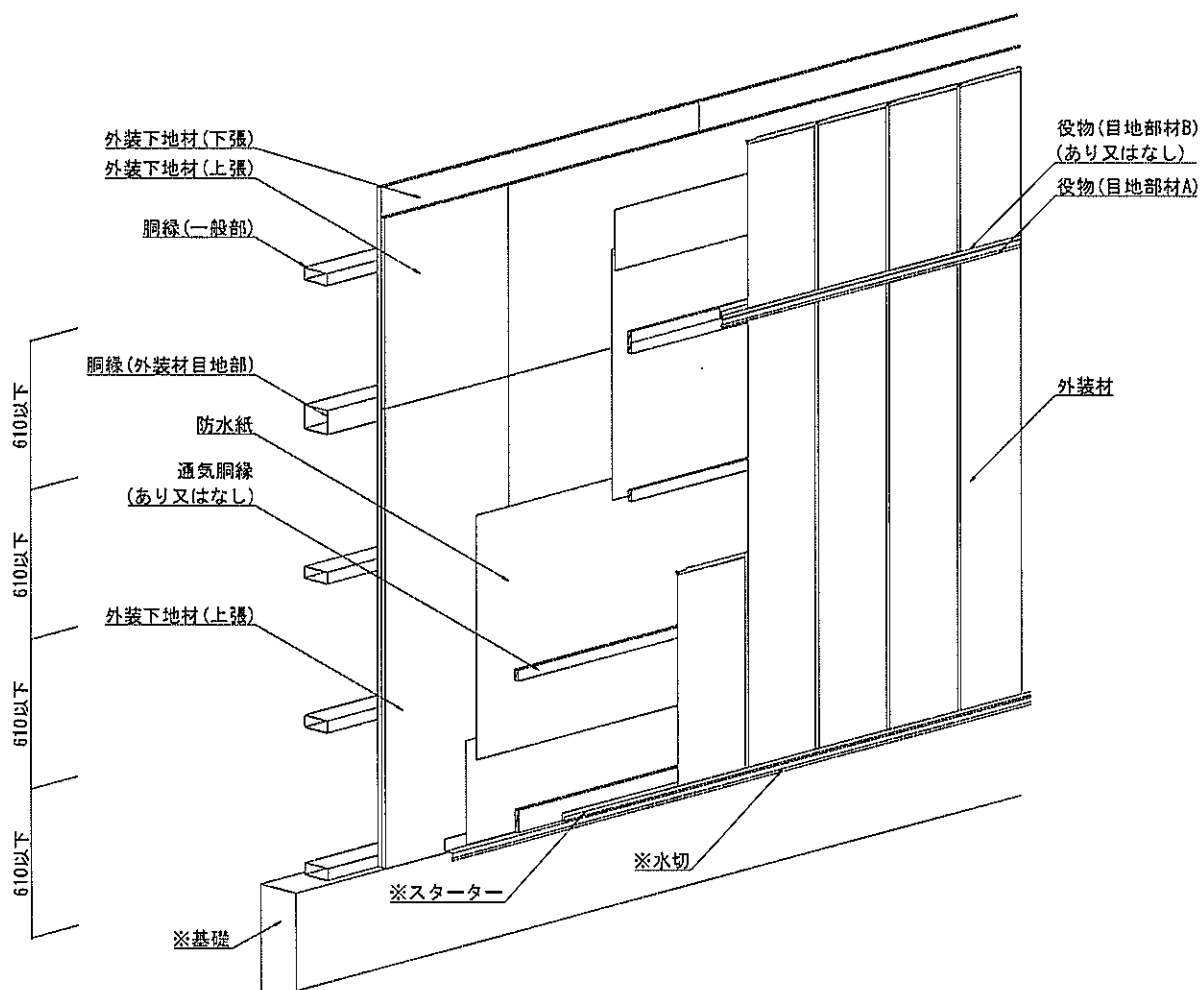 外装下地材(下張)
外装下地材(上張)
胴縁(一般部)
胴縁(外装材目地部)
防水紙
通気胴縁
(あり又はなし)
外装下地材(上張)
※基礎
※スターター
※水切
役物(目地部材B)
(あり又はなし)
役物(目地部材A)
外装材
610以下
610以下
610以下
610以下